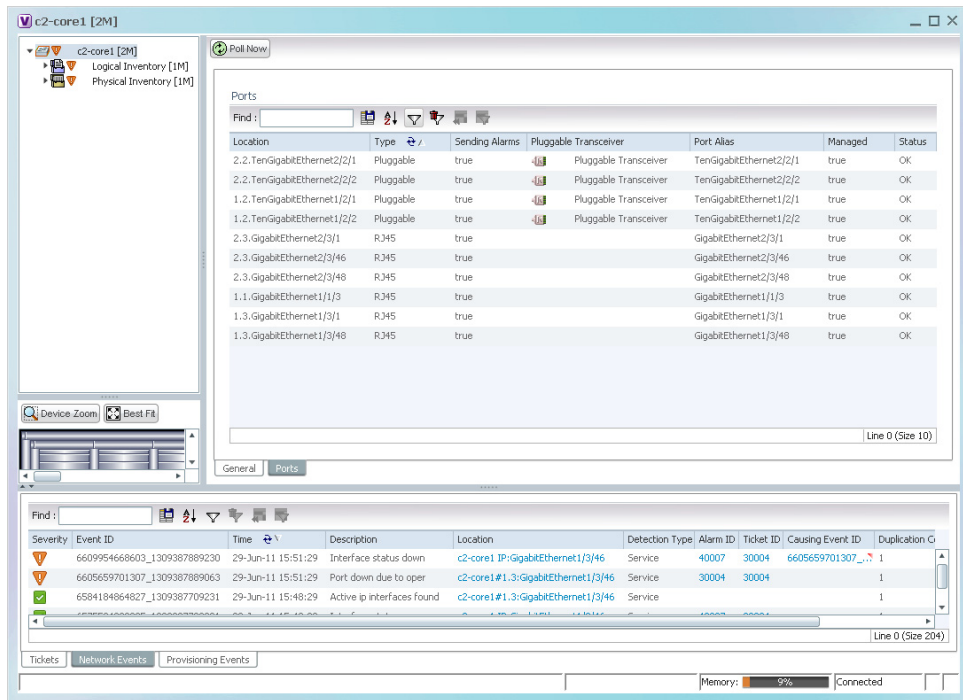 c2-core1 [2M]
c2-core1 [2M]
Logical Inventory [1M]
Physical Inventory [1M]
Poll Now
Ports
Find :
Location Type Sending Alarms Pluggable Transceiver Port Alias Managed Status
2.2.TenGigabitEthernet2/2/1 Pluggable true Pluggable Transceiver TenGigabitEthernet2/2/1 true OK
2.2.TenGigabitEthernet2/2/2 Pluggable true Pluggable Transceiver TenGigabitEthernet2/2/2 true OK
1.2.TenGigabitEthernet1/2/1 Pluggable true Pluggable Transceiver TenGigabitEthernet1/2/1 true OK
1.2.TenGigabitEthernet1/2/2 Pluggable true Pluggable Transceiver TenGigabitEthernet1/2/2 true OK
2.3.GigabitEthernet2/3/1 RJ45 true GigabitEthernet2/3/1 true OK
2.3.GigabitEthernet2/3/46 RJ45 true GigabitEthernet2/3/46 true OK
2.3.GigabitEthernet2/3/48 RJ45 true GigabitEthernet2/3/48 true OK
1.1.GigabitEthernet1/1/3 RJ45 true GigabitEthernet1/1/3 true OK
1.3.GigabitEthernet1/3/1 RJ45 true GigabitEthernet1/3/1 true OK
1.3.GigabitEthernet1/3/48 RJ45 true GigabitEthernet1/3/48 true OK
Line 0 (Size 10)
Device Zoom Best Fit
General Ports
Find :
Severity Event ID Time Description Location Detection Type Alarm ID Ticket ID Causing Event ID Duplication
6609954668603_1309387889230 29-Jun-11 15:51:29 Interface status down c2-core1 IP:GigabitEthernet1/3/46 Service 40007 30004 6605659701307_... 1
6605659701307_1309387889063 29-Jun-11 15:51:29 Port down due to oper c2-core1#1.3:GigabitEthernet1/3/46 Service 30004 30004 1
6584184864827_1309387709231 29-Jun-11 15:48:29 Active ip interfaces found c2-core1#1.3:GigabitEthernet1/3/46 Service 1
Line 0 (Size 204)
Tickets Network Events Provisioning Events
Memory: 9% Connected